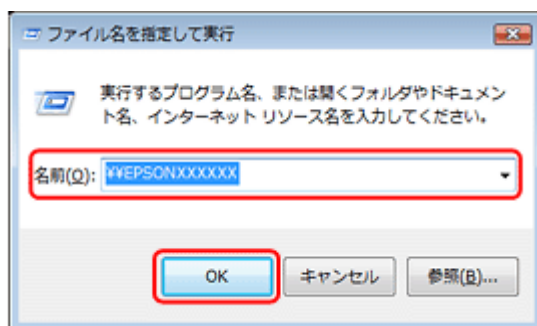 ファイル名を指定して実行
実行するプログラム名、または開くフォルダやドキュメン
ト名、インターネット リソース名を入力してください。
名前(O): ¥¥EPSONXXXXXX
OK キャンセル 参照(B)...